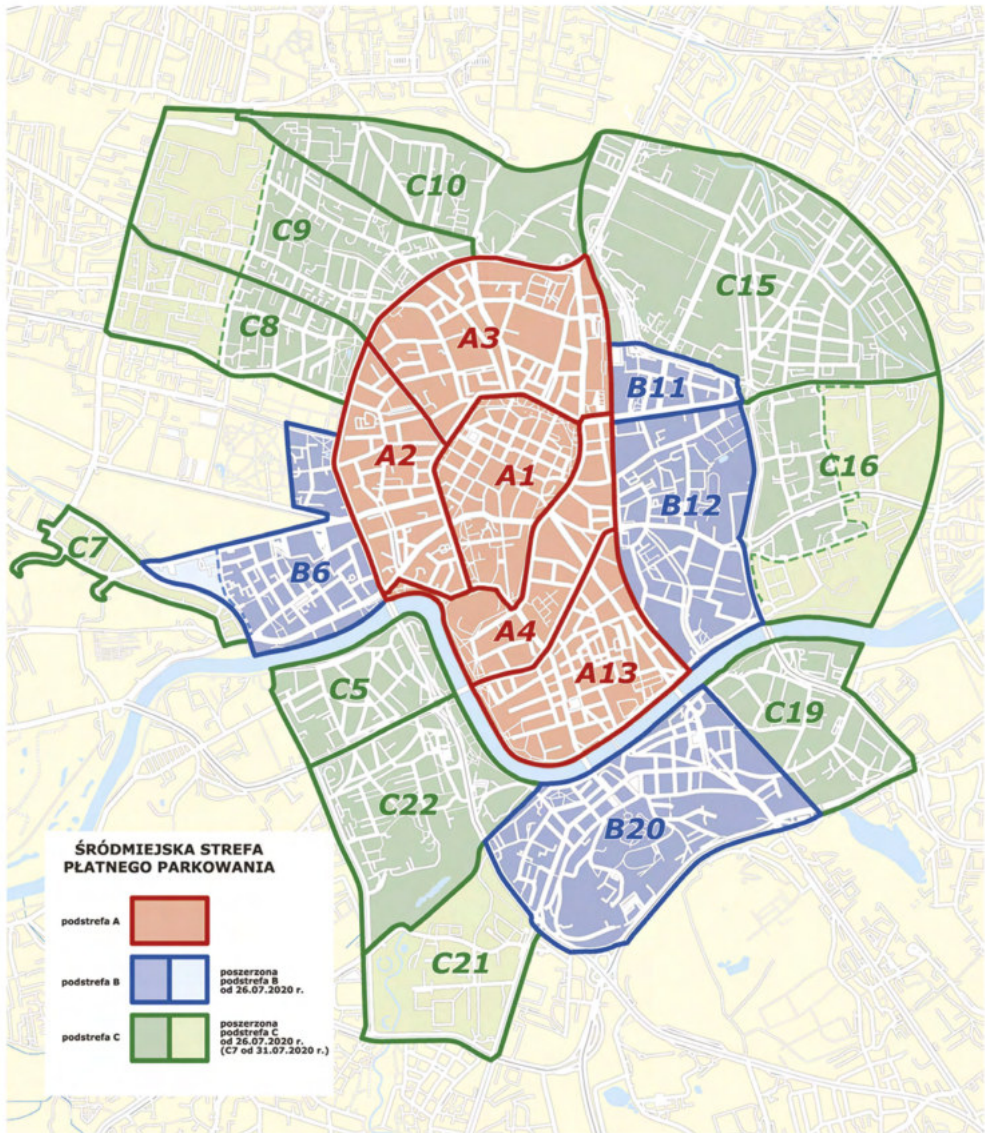 C10
C9
C15
C8
A3
B11
A2
A1
C16
B12
C7
B6
A4
A13
C5
C19
C22
B20
C21
ŚRÓDMIEJSKA STREFA
PŁATNEGO PARKOWANIA
podstrefa A
podstrefa B
poszerzona
podstrefa B
od 26.07.2020 r.
podstrefa C
poszerzona
podstrefa C
od 26.07.2020 r.
(C7 od 31.07.2020 r.)